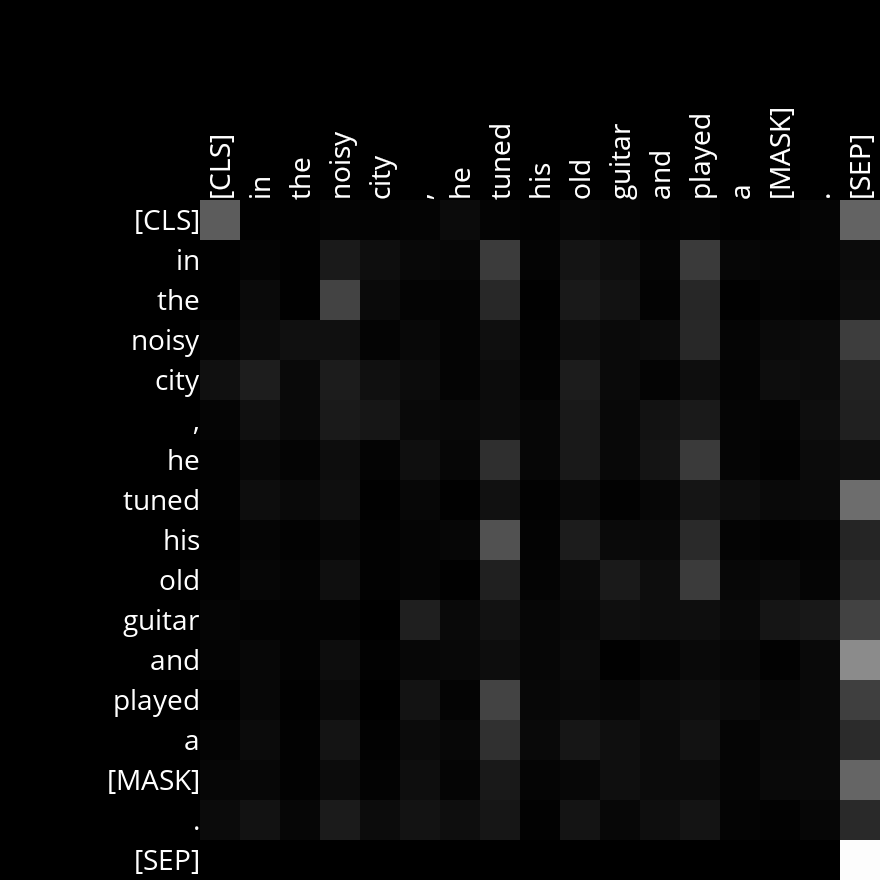 [CLS] in the noisy city , he tuned his old guitar and played a [MASK] . [SEP]
[CLS]
in
the
noisy
city
,
he
tuned
his
old
guitar
and
played
a
[MASK]
.
[SEP]